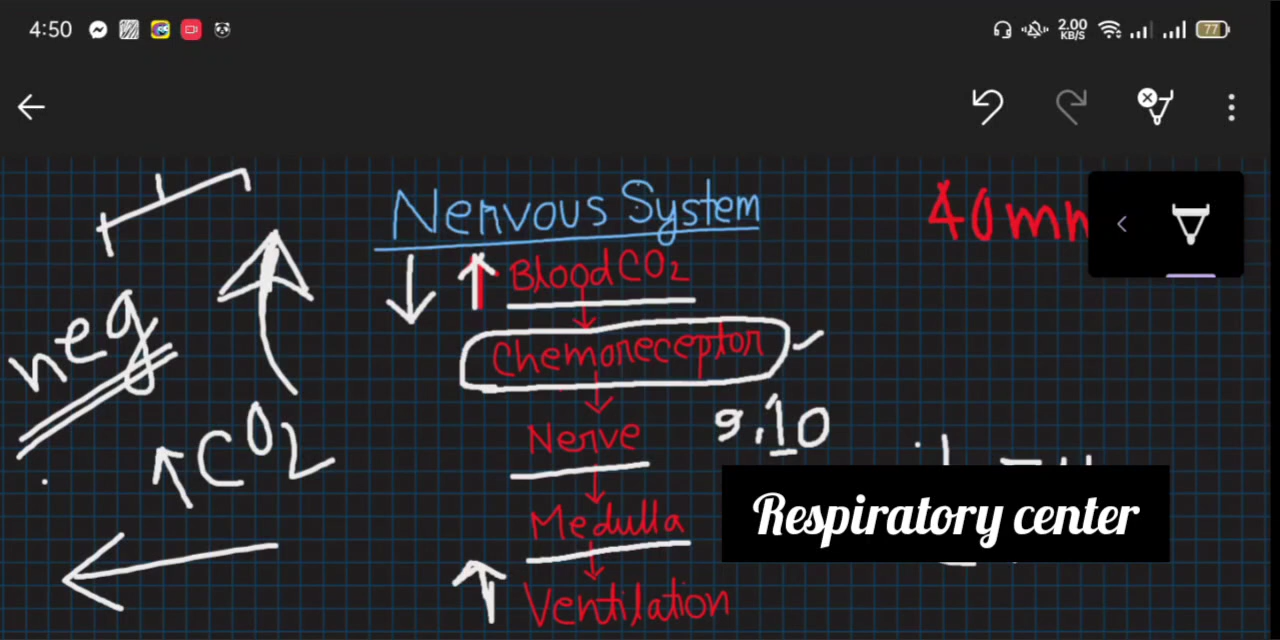 4:50
2.00 KB/S
77
Nervous System
40mm
Blood CO2
neg
Chemoreceptor
9,10
CO2
Nerve
Respiratory center
Medulla
Ventilation